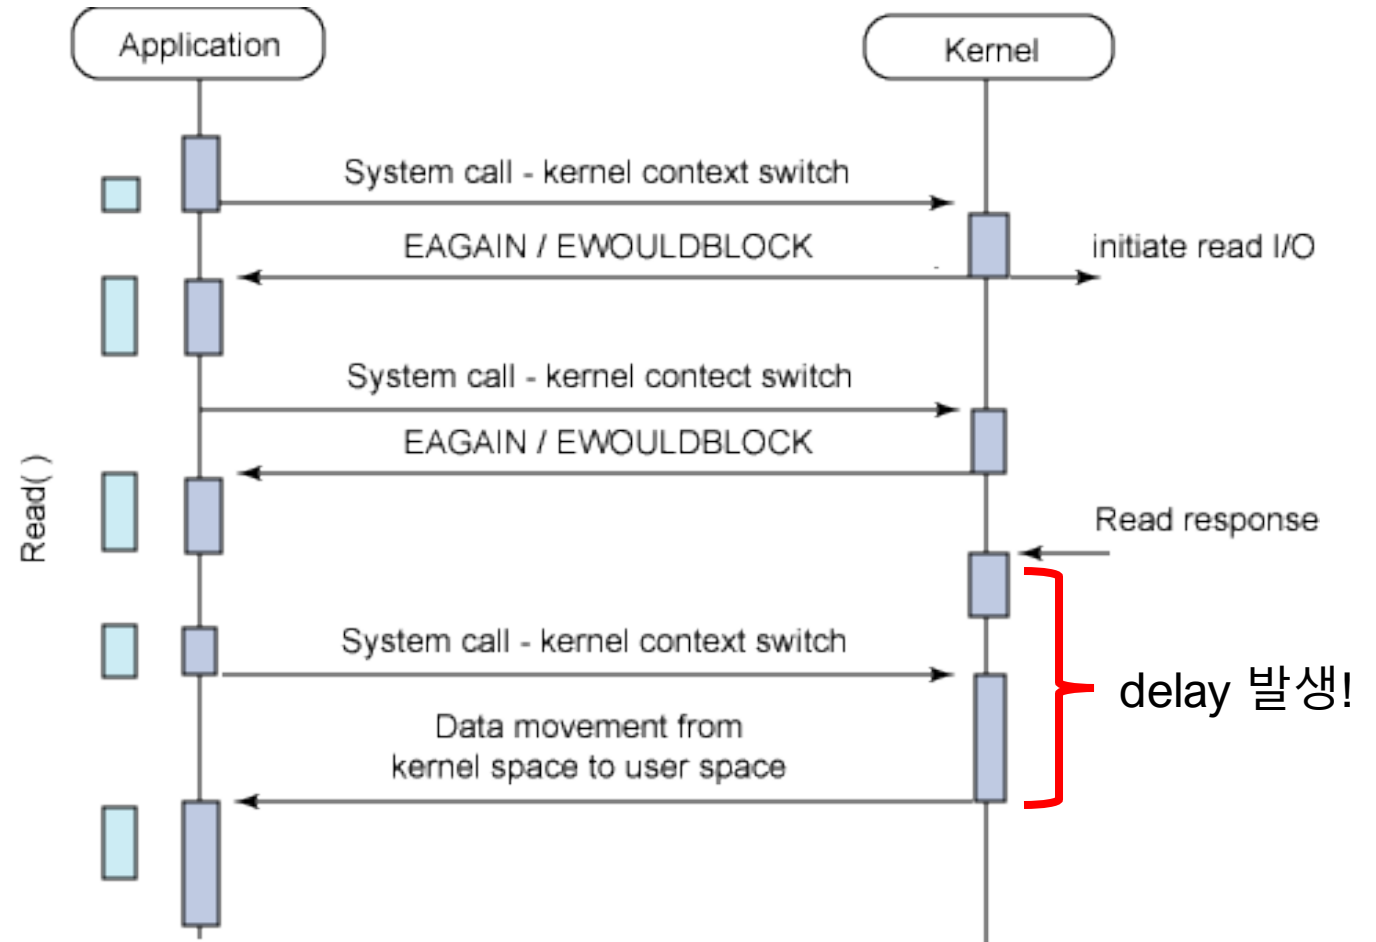 Application
Kernel
System call - kernel context switch
EAGAIN / EWOULDBLOCK
initiate read I/O
System call - kernel contect switch
EAGAIN / EWOULDBLOCK
Read( )
Read response
System call - kernel context switch
delay 발생!
Data movement from
kernel space to user space